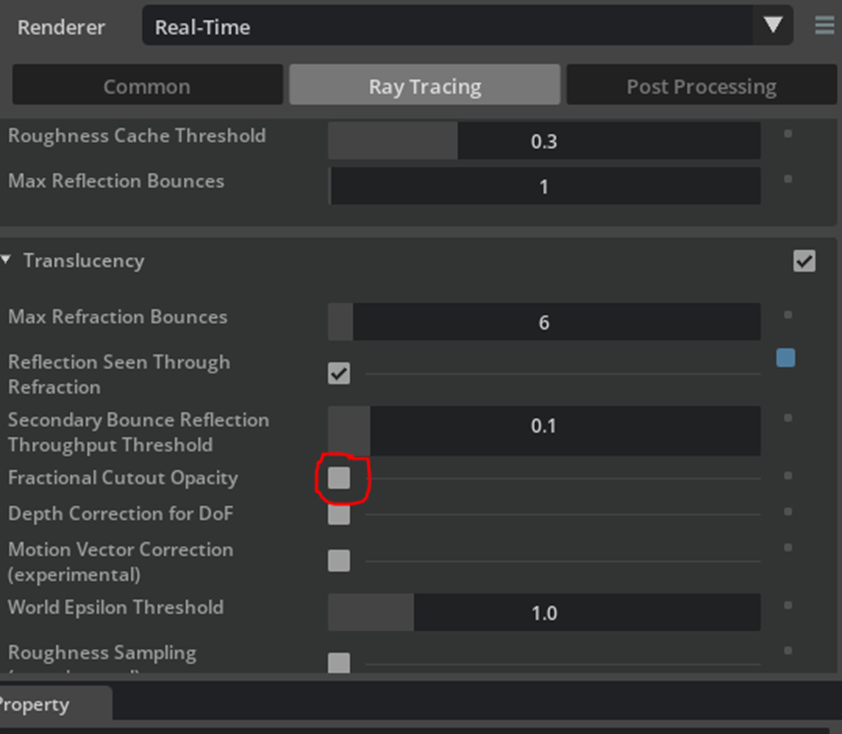 Renderer
Real-Time
Common
Ray Tracing
Post Processing
Roughness Cache Threshold
0.3
Max Reflection Bounces
1
Translucency
Max Refraction Bounces
6
Reflection Seen Through
Refraction
Secondary Bounce Reflection
Throughput Threshold
0.1
Fractional Cutout Opacity
Depth Correction for DoF
Motion Vector Correction
(experimental)
World Epsilon Threshold
1.0
Roughness Sampling
Property